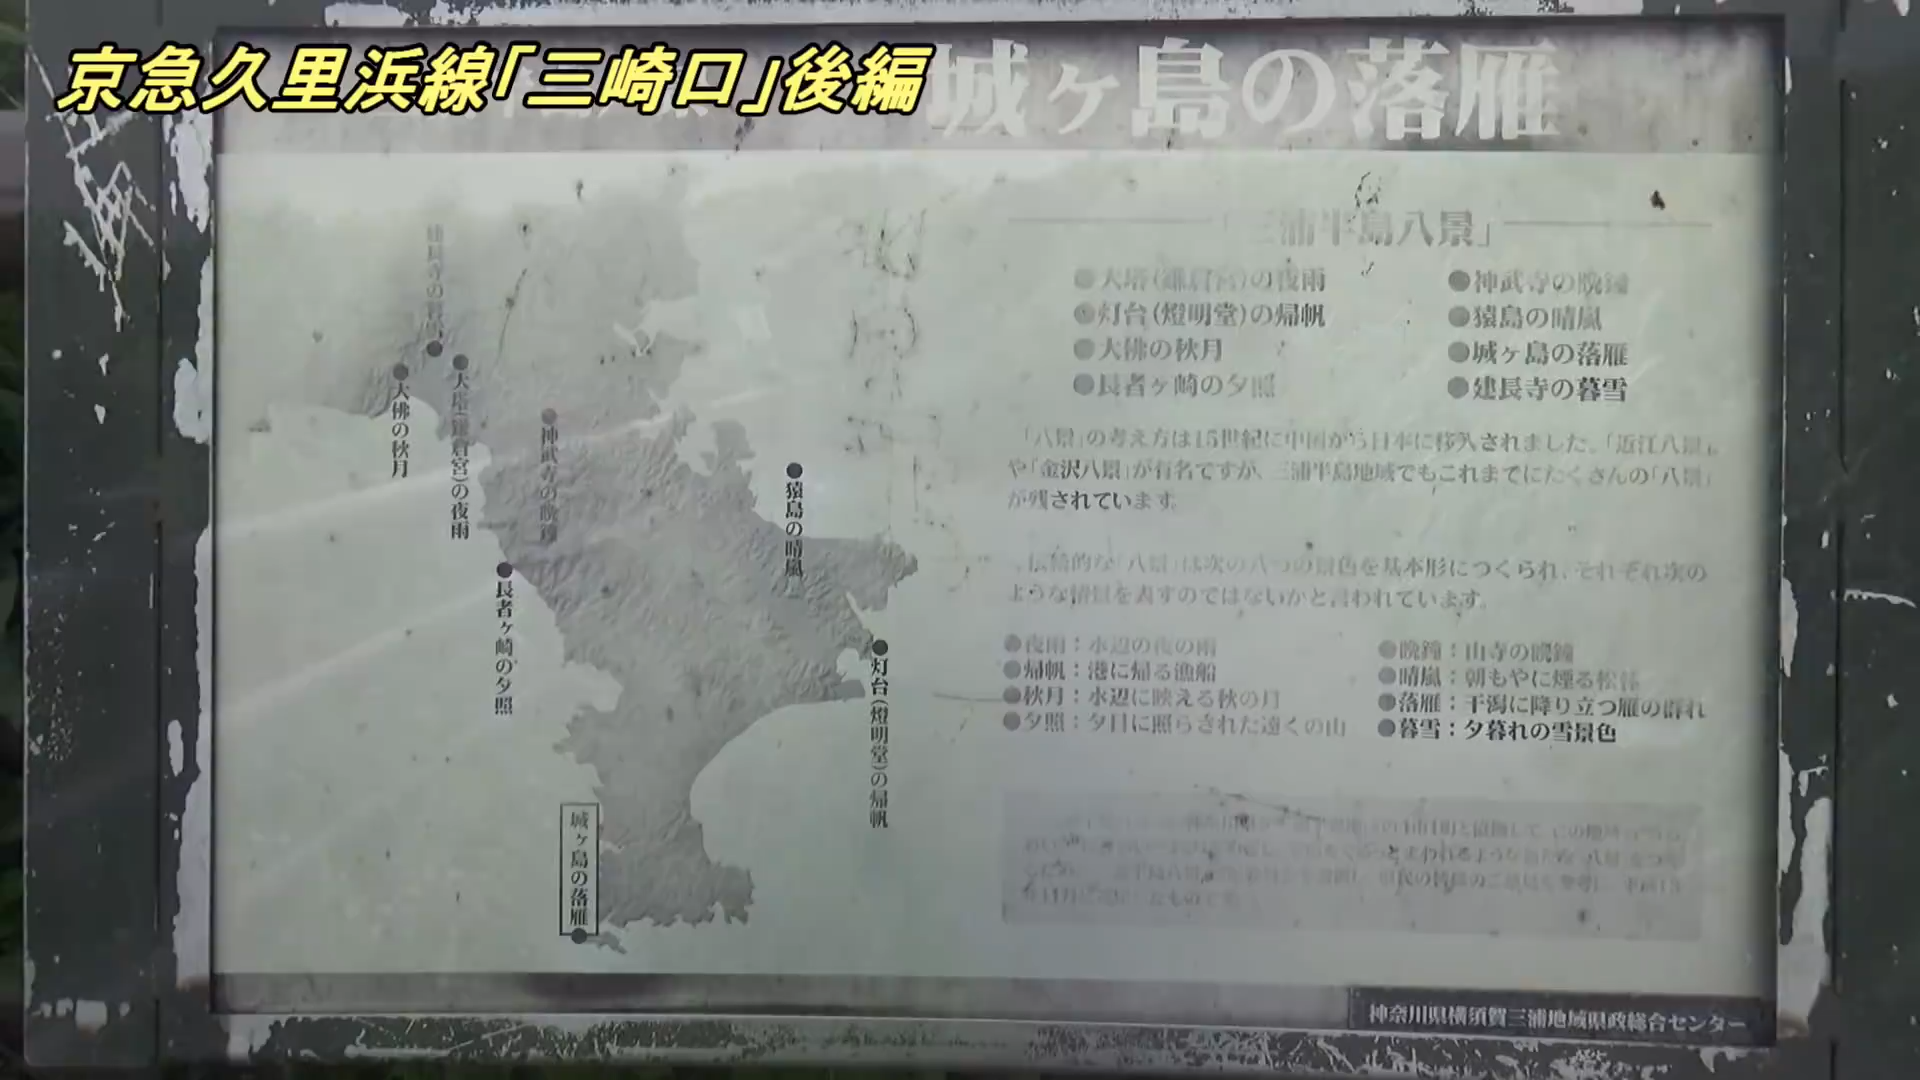 京急久里浜線「三崎口」後編
城ヶ島の落雁
建長寺の暮雪
大佛の秋月
大塔(鎌倉宮)の夜雨
神武寺の晩鐘
長者ヶ崎の夕照
猿島の晴嵐
灯台(燈明堂)の帰帆
城ヶ島の落雁
「三浦半島八景」
●大塔(鎌倉宮)の夜雨
●灯台(燈明堂)の帰帆
●大佛の秋月
●長者ヶ崎の夕照
●神武寺の晩鐘
●猿島の晴嵐
●城ヶ島の落雁
●建長寺の暮雪
「八景」の考え方は15世紀に中国から日本に移入されました。「近江八景」
や「金沢八景」が有名ですが、三浦半島地域でもこれまでにたくさんの「八景」
が残されています。
伝統的な「八景」は次の八つの景色を基本形につくられ、それぞれ次の
ような情景を表すのではないかと言われています。
●夜雨：水辺の夜の雨
●帰帆：港に帰る漁船
●秋月：水辺に映える秋の月
●夕照：夕日に照らされた遠くの山
●晩鐘：山寺の晩鐘
●晴嵐：朝もやに煙る松林
●落雁：干潟に降り立つ雁の群れ
●暮雪：夕暮れの雪景色
神奈川県横須賀三浦地域県政総合センター